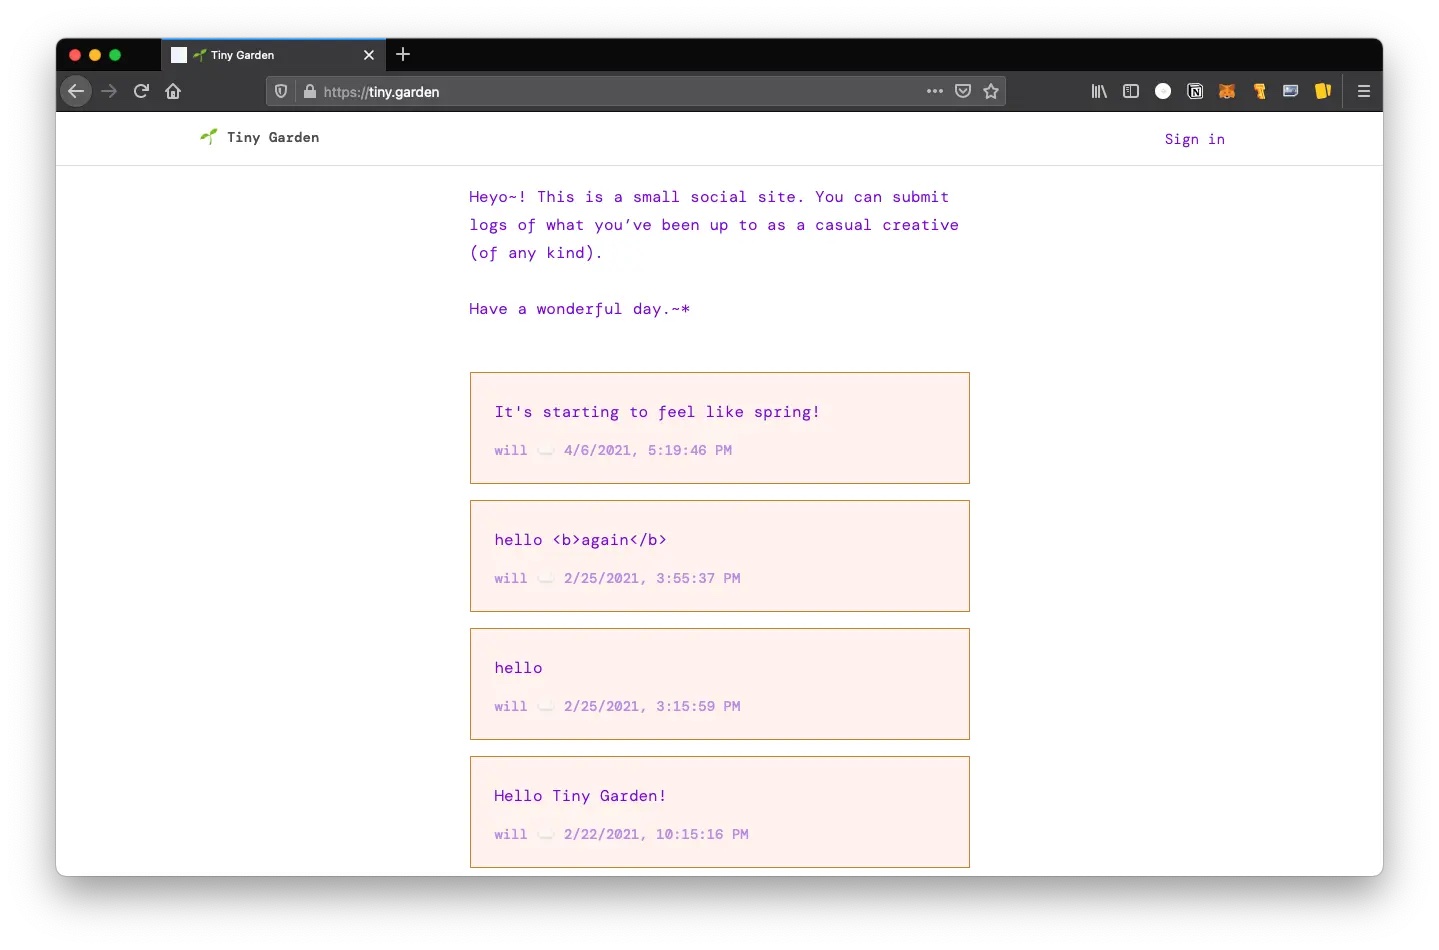 Tiny Garden
https://tiny.garden
Tiny Garden
Sign in
Heyo~! This is a small social site. You can submit
logs of what you’ve been up to as a casual creative
(of any kind).
Have a wonderful day.~*
It's starting to feel like spring!
will 4/6/2021, 5:19:46 PM
hello <b>again</b>
will 2/25/2021, 3:55:37 PM
hello
will 2/25/2021, 3:15:59 PM
Hello Tiny Garden!
will 2/22/2021, 10:15:16 PM